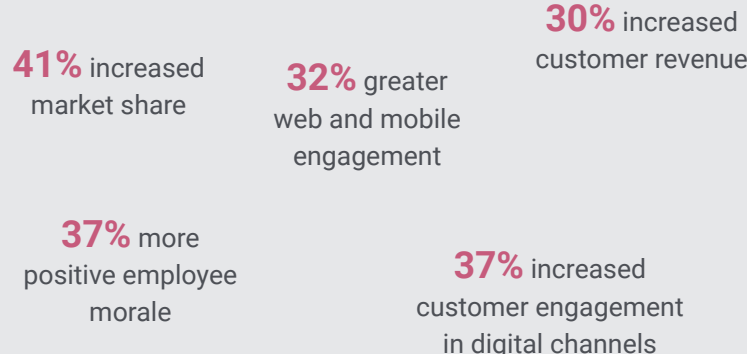 41% increased
market share
32% greater
web and mobile
engagement
30% increased
customer revenue
37% more
positive employee
morale
37% increased
customer engagement
in digital channels